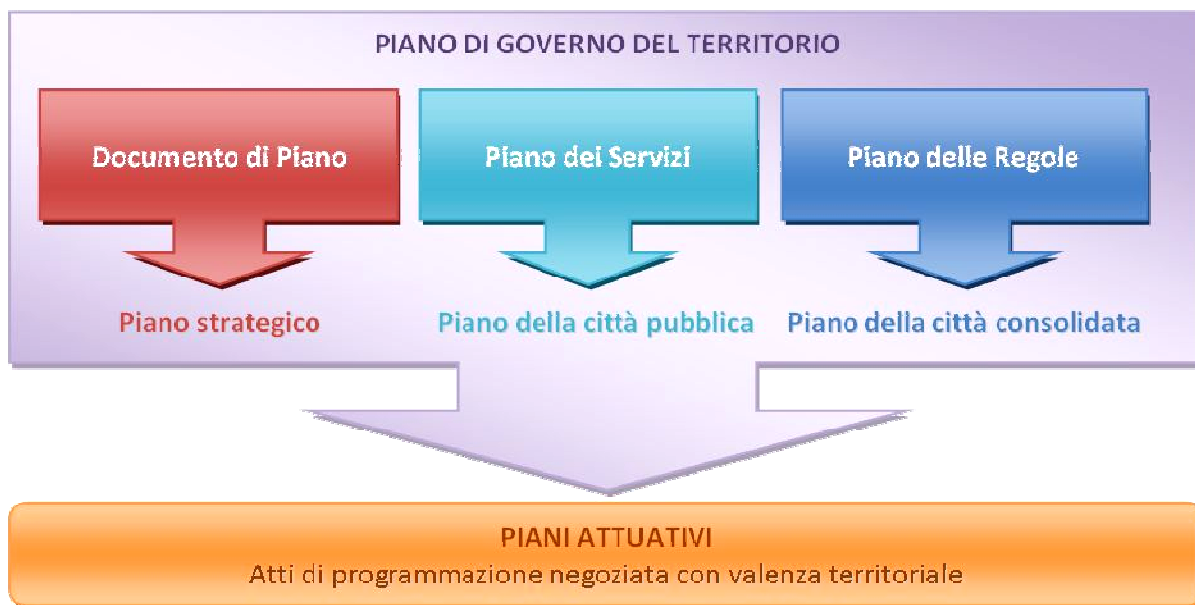 PIANO DI GOVERNO DEL TERRITORIO
Documento di Piano
Piano dei Servizi
Piano delle Regole
Piano strategico
Piano della città pubblica
Piano della città consolidata
PIANI ATTUATIVI
Atti di programmazione negoziata con valenza territoriale